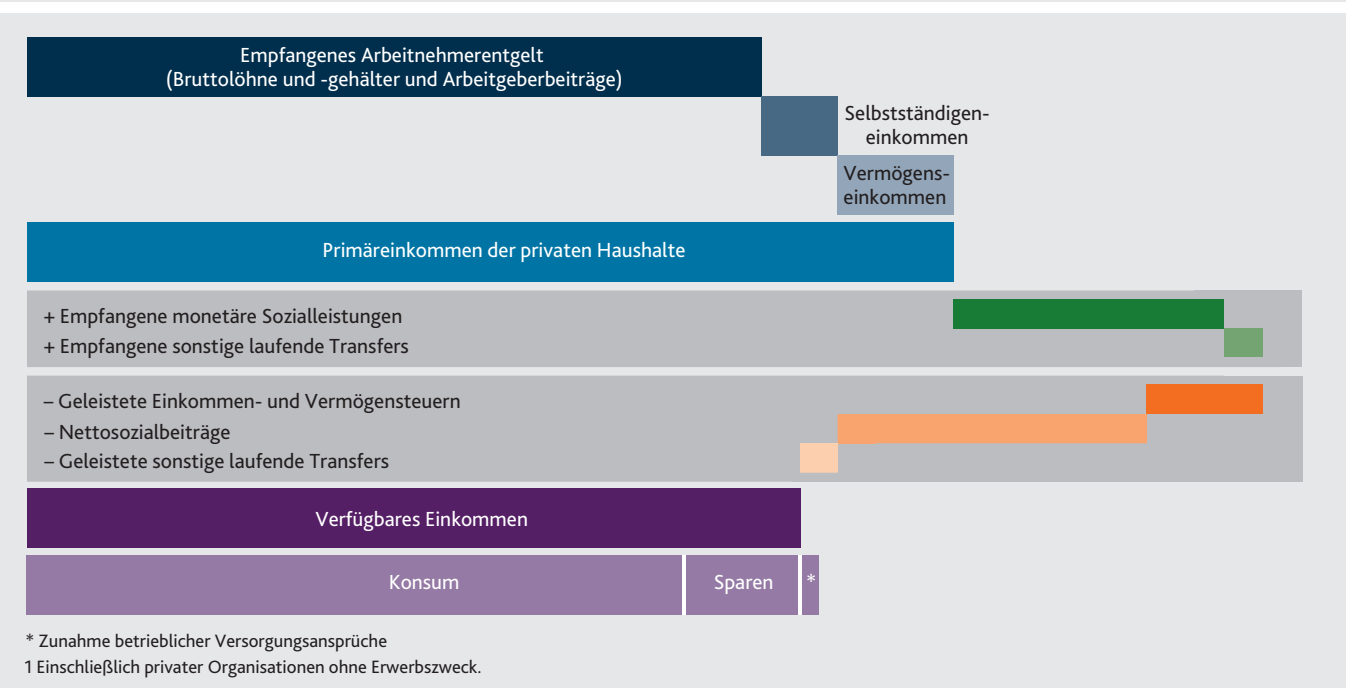 Empfangenes Arbeitnehmerentgelt
(Bruttolöhne und -gehälter und Arbeitgeberbeiträge)
Selbstständigen-
einkommen
Vermögens-
einkommen
Primäreinkommen der privaten Haushalte
+ Empfangene monetäre Sozialleistungen
+ Empfangene sonstige laufende Transfers
– Geleistete Einkommen- und Vermögensteuern
– Nettosozialbeiträge
– Geleistete sonstige laufende Transfers
Verfügbares Einkommen
Konsum
Sparen
*
* Zunahme betrieblicher Versorgungsansprüche
1 Einschließlich privater Organisationen ohne Erwerbszweck.